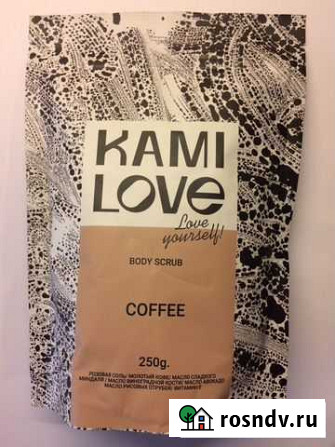 KAMI
LOVE
Love
yourself!
BODY SCRUB
COFFEE
250g.
РОЗОВАЯ СОЛЬ/ МОЛОТЫЙ КОФЕ/ МАСЛО СЛАДКОГО
МИНДАЛЯ / МАСЛО ВИНОГРАДНОЙ КОСТИ/ МАСЛО АВОКАДО
МАСЛО РИСОВЫХ ОТРУБЕЙ/ ВИТАМИН Е
rosndv.ru